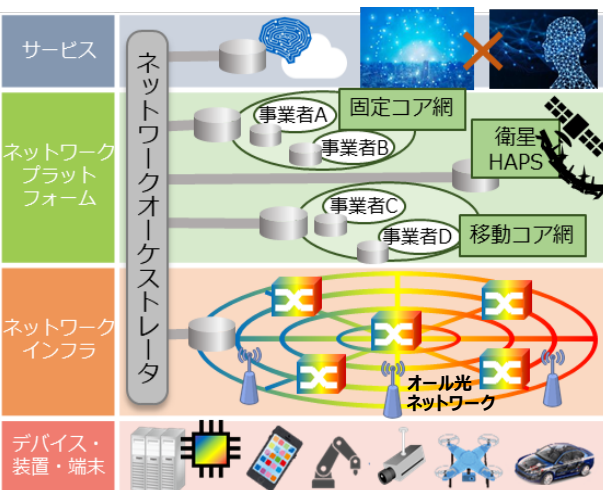 サービス
ネットワークオーケストレータ
ネットワーク
プラット
フォーム
事業者A
固定コア網
事業者B
衛星
HAPS
事業者C
事業者D
移動コア網
ネットワーク
インフラ
オール光
ネットワーク
デバイス・
装置・端末